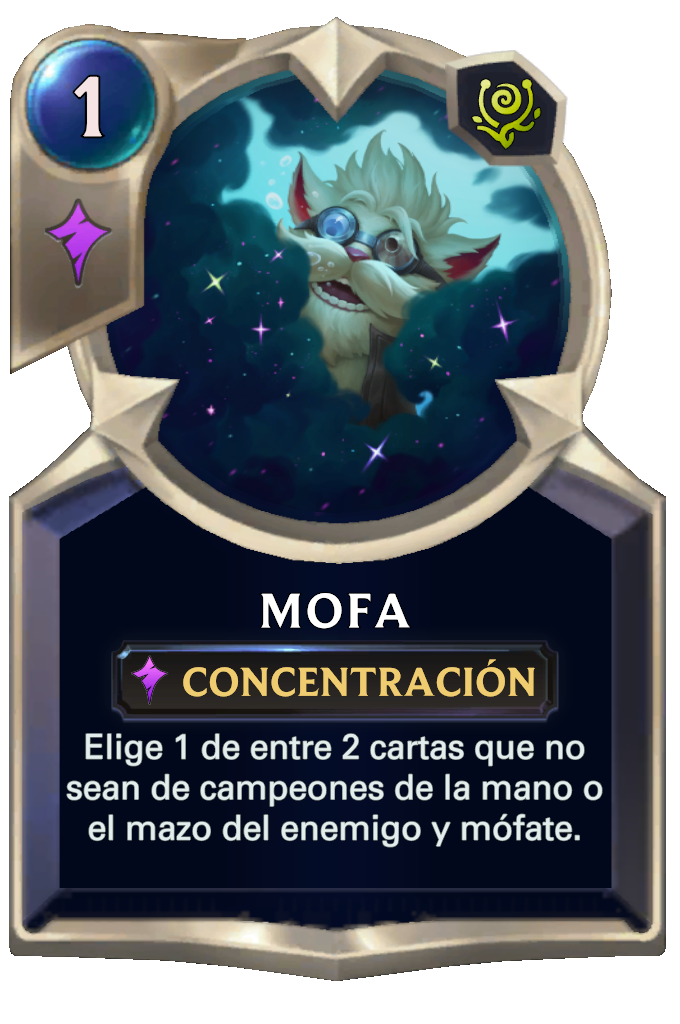 1
MOFA
CONCENTRACIÓN
Elige 1 de entre 2 cartas que no
sean de campeones de la mano o
el mazo del enemigo y mófate.